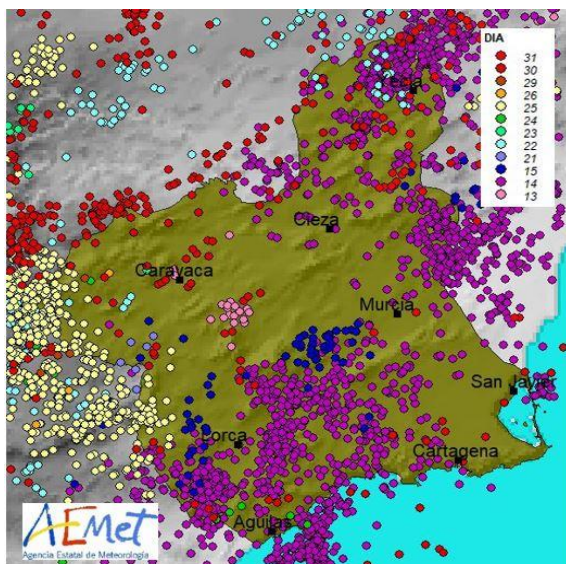 DIA
31
30
29
26
25
24
23
22
21
15
14
13
Yecla
Cieza
Caravaca
Murcia
San Javier
Lorca
Cartagena
Aguilas
AEMet
Agencia Estatal de Meteorología